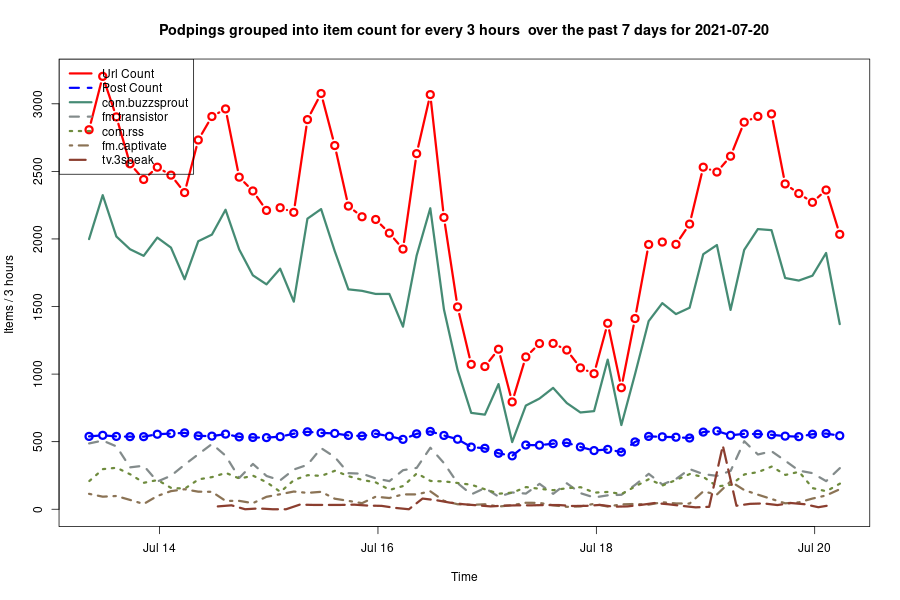 Podpings grouped into item count for every 3 hours  over the past 7 days for 2021-07-20
Url Count
Post Count
com.buzzsprout
fm.transistor
com.rss
fm.captivate
tv.3speak
3000
2500
2000
1500
1000
500
0
Items / 3 hours
Jul 14
Jul 16
Jul 18
Jul 20
Time